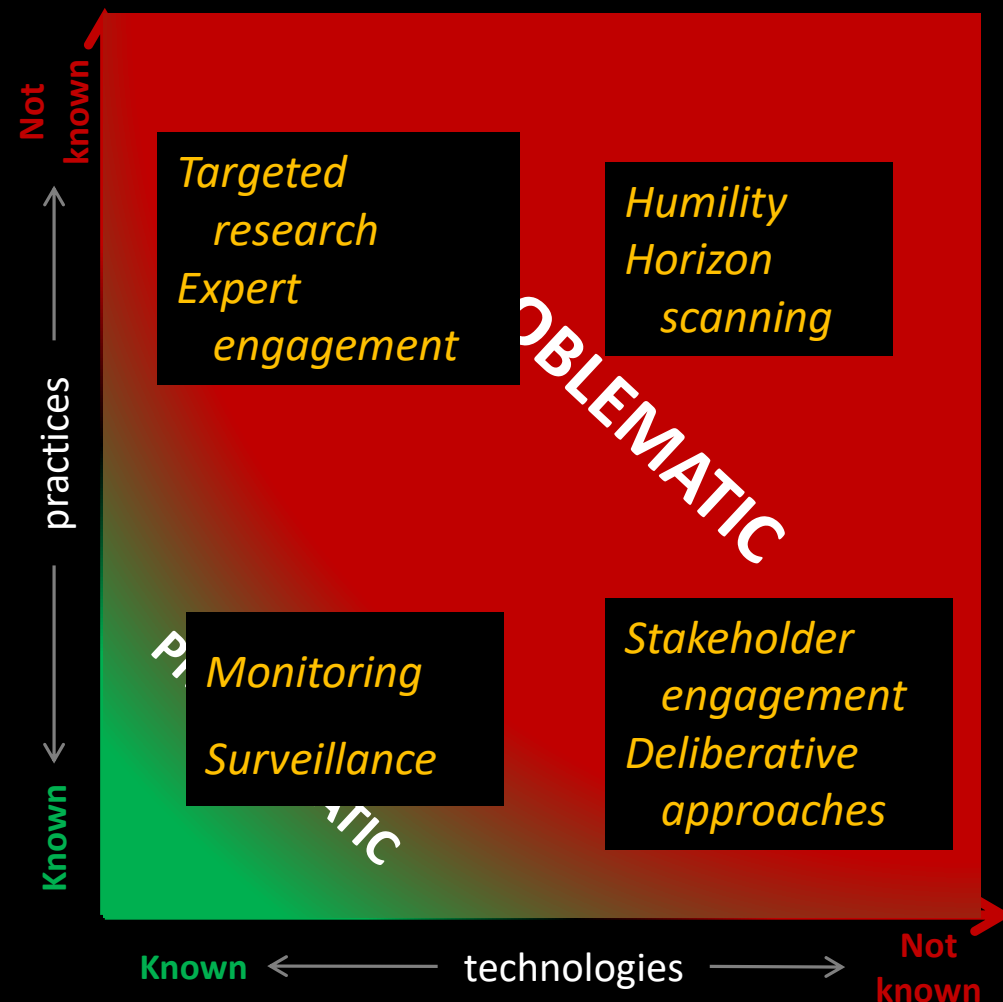 Not
known
Targeted
research
Expert
engagement
Humility
Horizon
scanning
OBLEMATIC
practices
Monitoring
Surveillance
Stakeholder
engagement
Deliberative
approaches
ATIC
Known
Known
technologies
Not
known